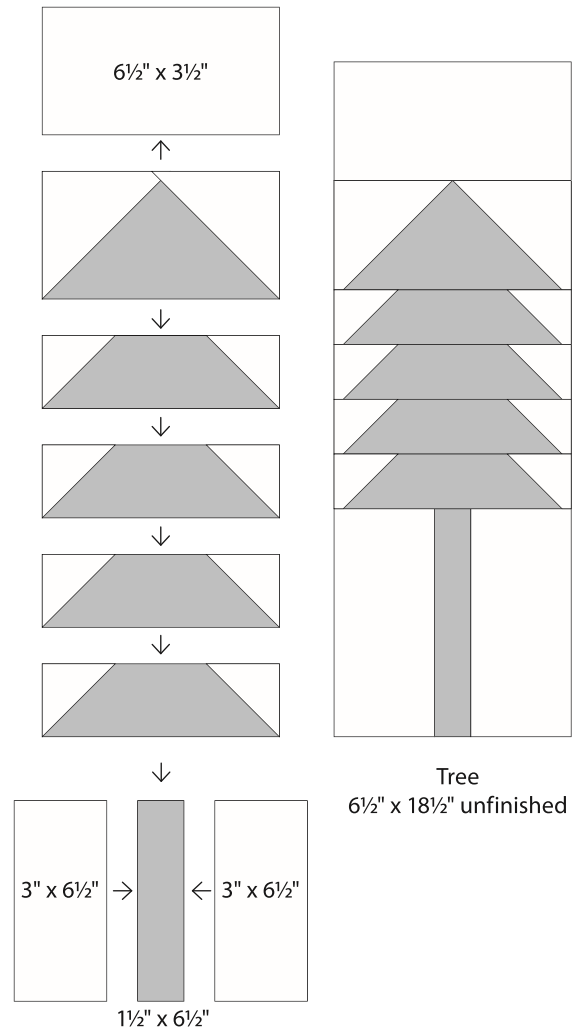 6½" x 3½"
Tree
6½" x 18½" unfinished
3" x 6½"
3" x 6½"
1½" x 6½"